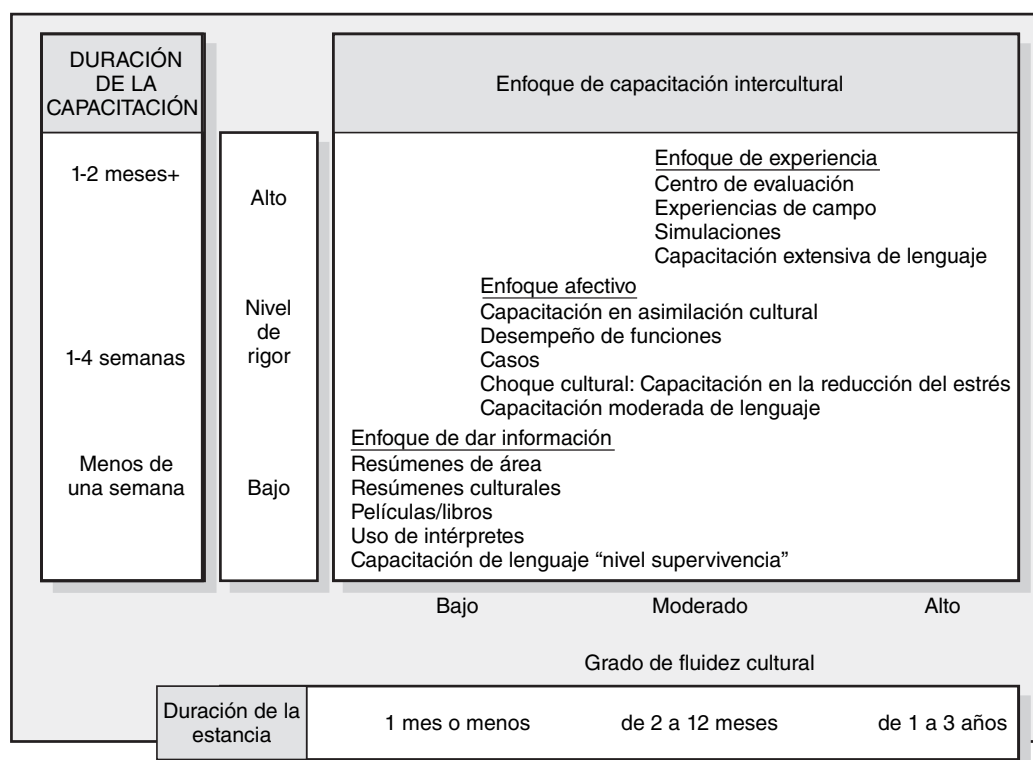 DURACIÓN
DE LA
CAPACITACIÓN
Enfoque de capacitación intercultural
1-2 meses+
1-4 semanas
Menos de
una semana
Alto
Nivel
de
rigor
Bajo
Enfoque de experiencia
Centro de evaluación
Experiencias de campo
Simulaciones
Capacitación extensiva de lenguaje
Enfoque afectivo
Capacitación en asimilación cultural
Desempeño de funciones
Casos
Choque cultural: Capacitación en la reducción del estrés
Capacitación moderada de lenguaje
Enfoque de dar información
Resúmenes de área
Resúmenes culturales
Películas/libros
Uso de intérpretes
Capacitación de lenguaje “nivel supervivencia”
Bajo Moderado Alto
Grado de fluidez cultural
Duración de la
estancia
1 mes o menos de 2 a 12 meses de 1 a 3 años